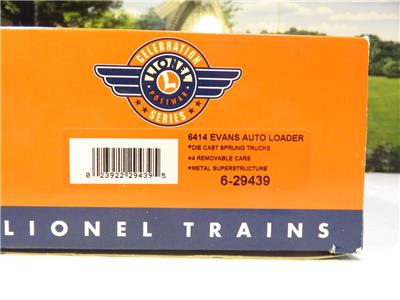 CELEBRATION
LIONEL
L
POSTWAR
SERIES
6414 EVANS AUTO LOADER
•DIE CAST SPRUNG TRUCKS
•4 REMOVABLE CARS
•METAL SUPERSTRUCTURE
6-29439
0 23922 29439 5
LIONEL TRAINS